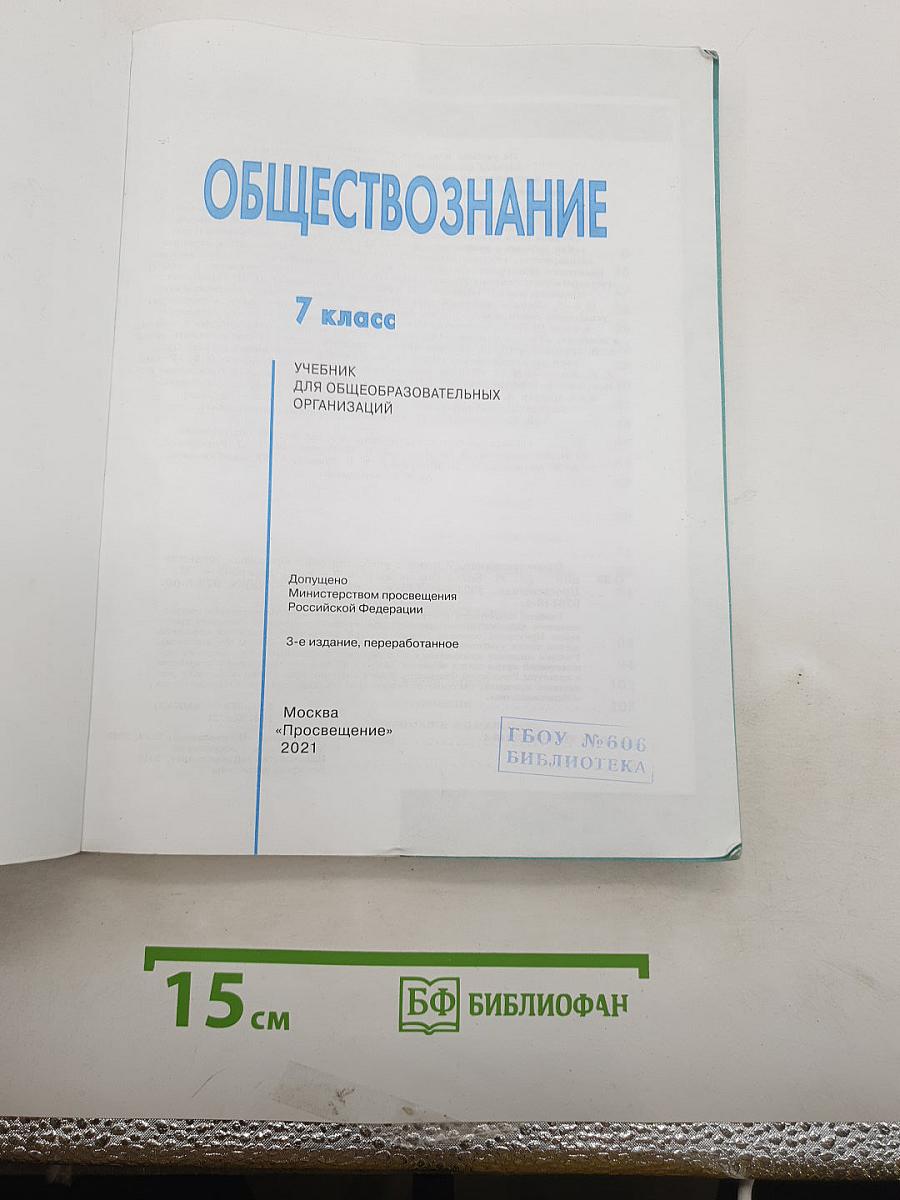 ОБЩЕСТВОЗНАНИЕ
7 класс
УЧЕБНИК
ДЛЯ ОБЩЕОБРАЗОВАТЕЛЬНЫХ
ОРГАНИЗАЦИЙ
Допущено
Министерством просвещения
Российской Федерации
3-е издание, переработанное
Москва
«Просвещение»
2021
ГБОУ №606
БИБЛИОТЕКА
15 см
БФ БИБЛИОФАН